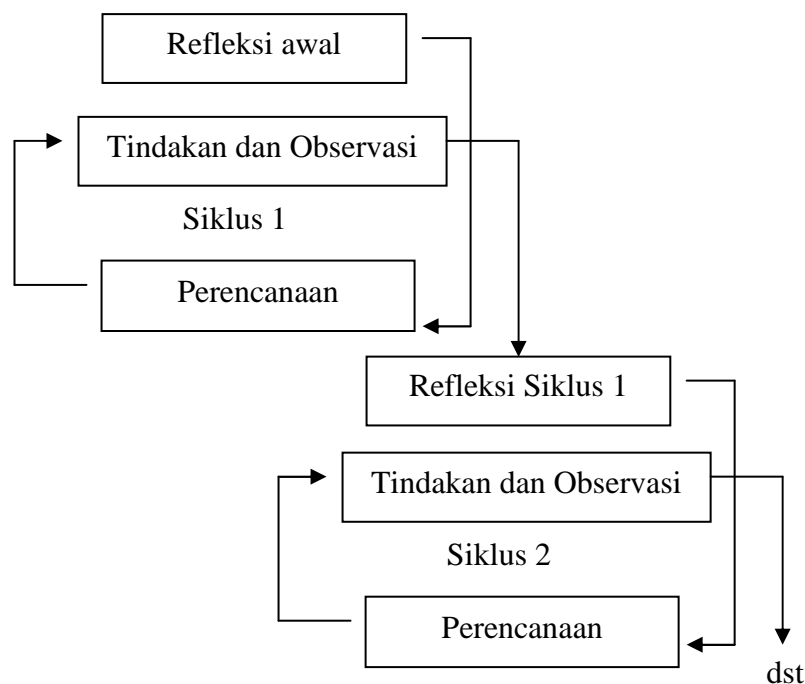 Refleksi awal
Tindakan dan Observasi
Siklus 1
Perencanaan
Refleksi Siklus 1
Tindakan dan Observasi
Siklus 2
Perencanaan
dst